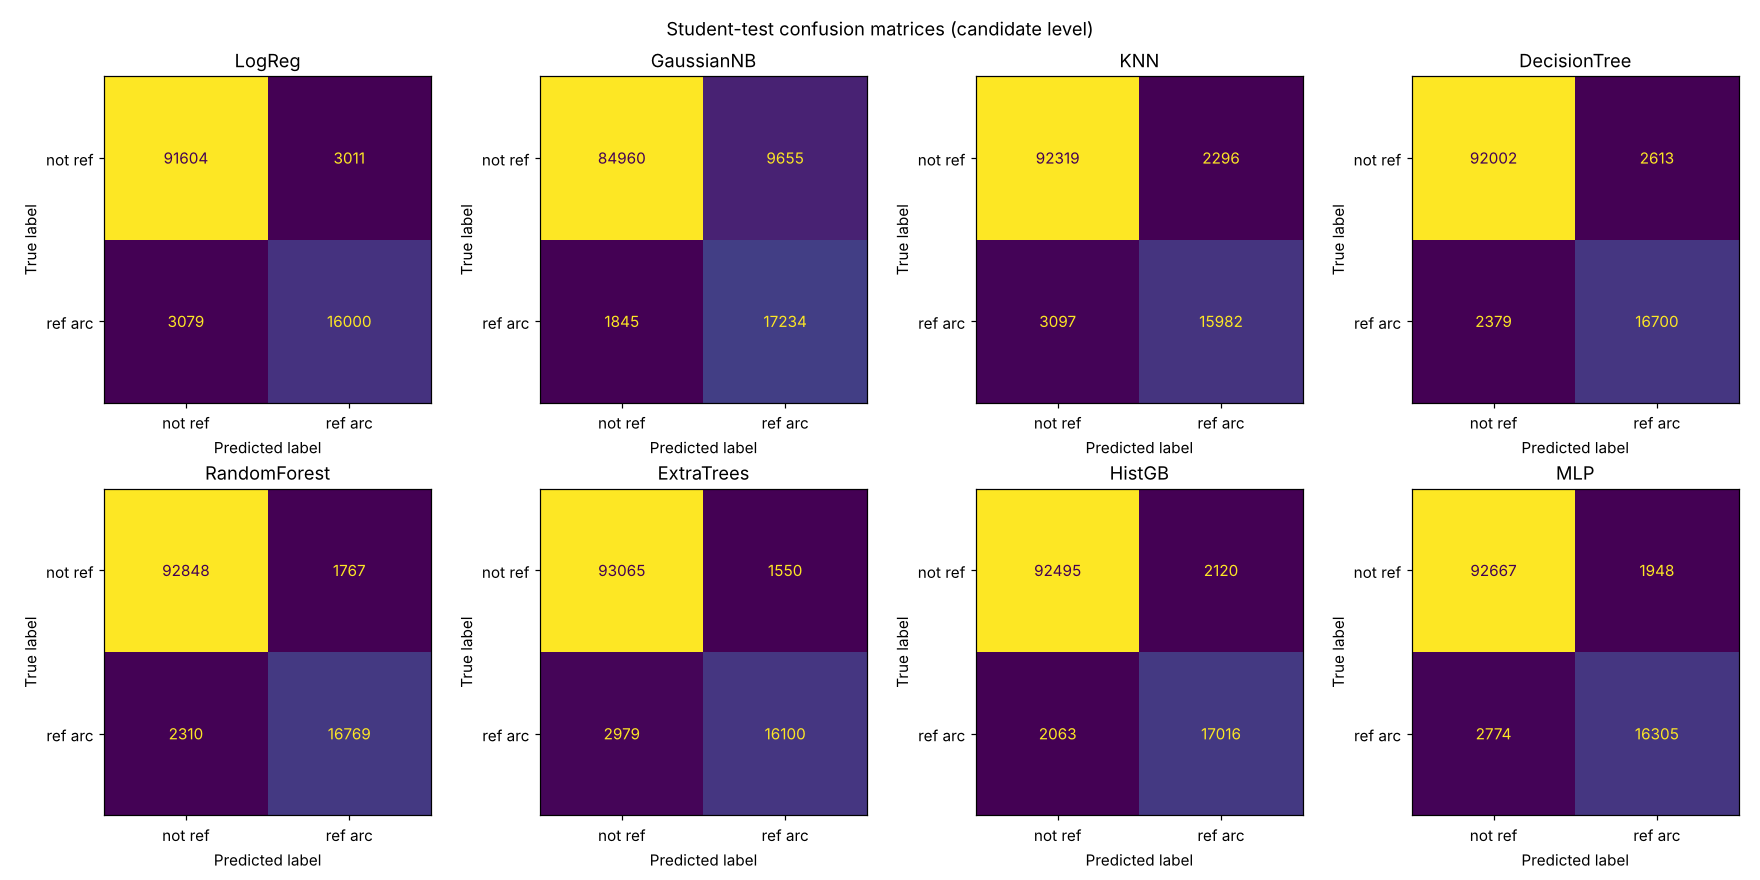 Student-test confusion matrices (candidate level)
LogReg
True label
not ref
91604 3011
ref arc
3079 16000
not ref ref arc
Predicted label
GaussianNB
True label
not ref
84960 9655
ref arc
1845 17234
not ref ref arc
Predicted label
KNN
True label
not ref
92319 2296
ref arc
3097 15982
not ref ref arc
Predicted label
DecisionTree
True label
not ref
92002 2613
ref arc
2379 16700
not ref ref arc
Predicted label
RandomForest
True label
not ref
92848 1767
ref arc
2310 16769
not ref ref arc
Predicted label
ExtraTrees
True label
not ref
93065 1550
ref arc
2979 16100
not ref ref arc
Predicted label
HistGB
True label
not ref
92495 2120
ref arc
2063 17016
not ref ref arc
Predicted label
MLP
True label
not ref
92667 1948
ref arc
2774 16305
not ref ref arc
Predicted label